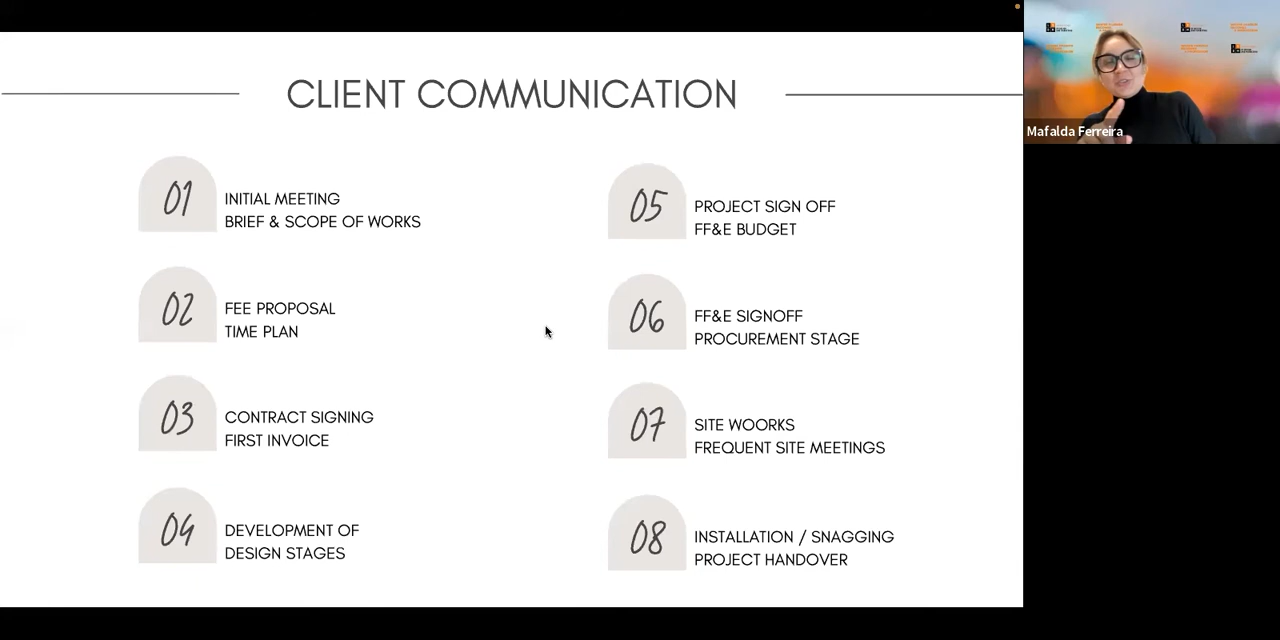 CLIENT COMMUNICATION
01
INITIAL MEETING
BRIEF & SCOPE OF WORKS
02
FEE PROPOSAL
TIME PLAN
03
CONTRACT SIGNING
FIRST INVOICE
04
DEVELOPMENT OF
DESIGN STAGES
05
PROJECT SIGN OFF
FF&E BUDGET
06
FF&E SIGNOFF
PROCUREMENT STAGE
07
SITE WOORKS
FREQUENT SITE MEETINGS
08
INSTALLATION / SNAGGING
PROJECT HANDOVER
Mafalda Ferreira